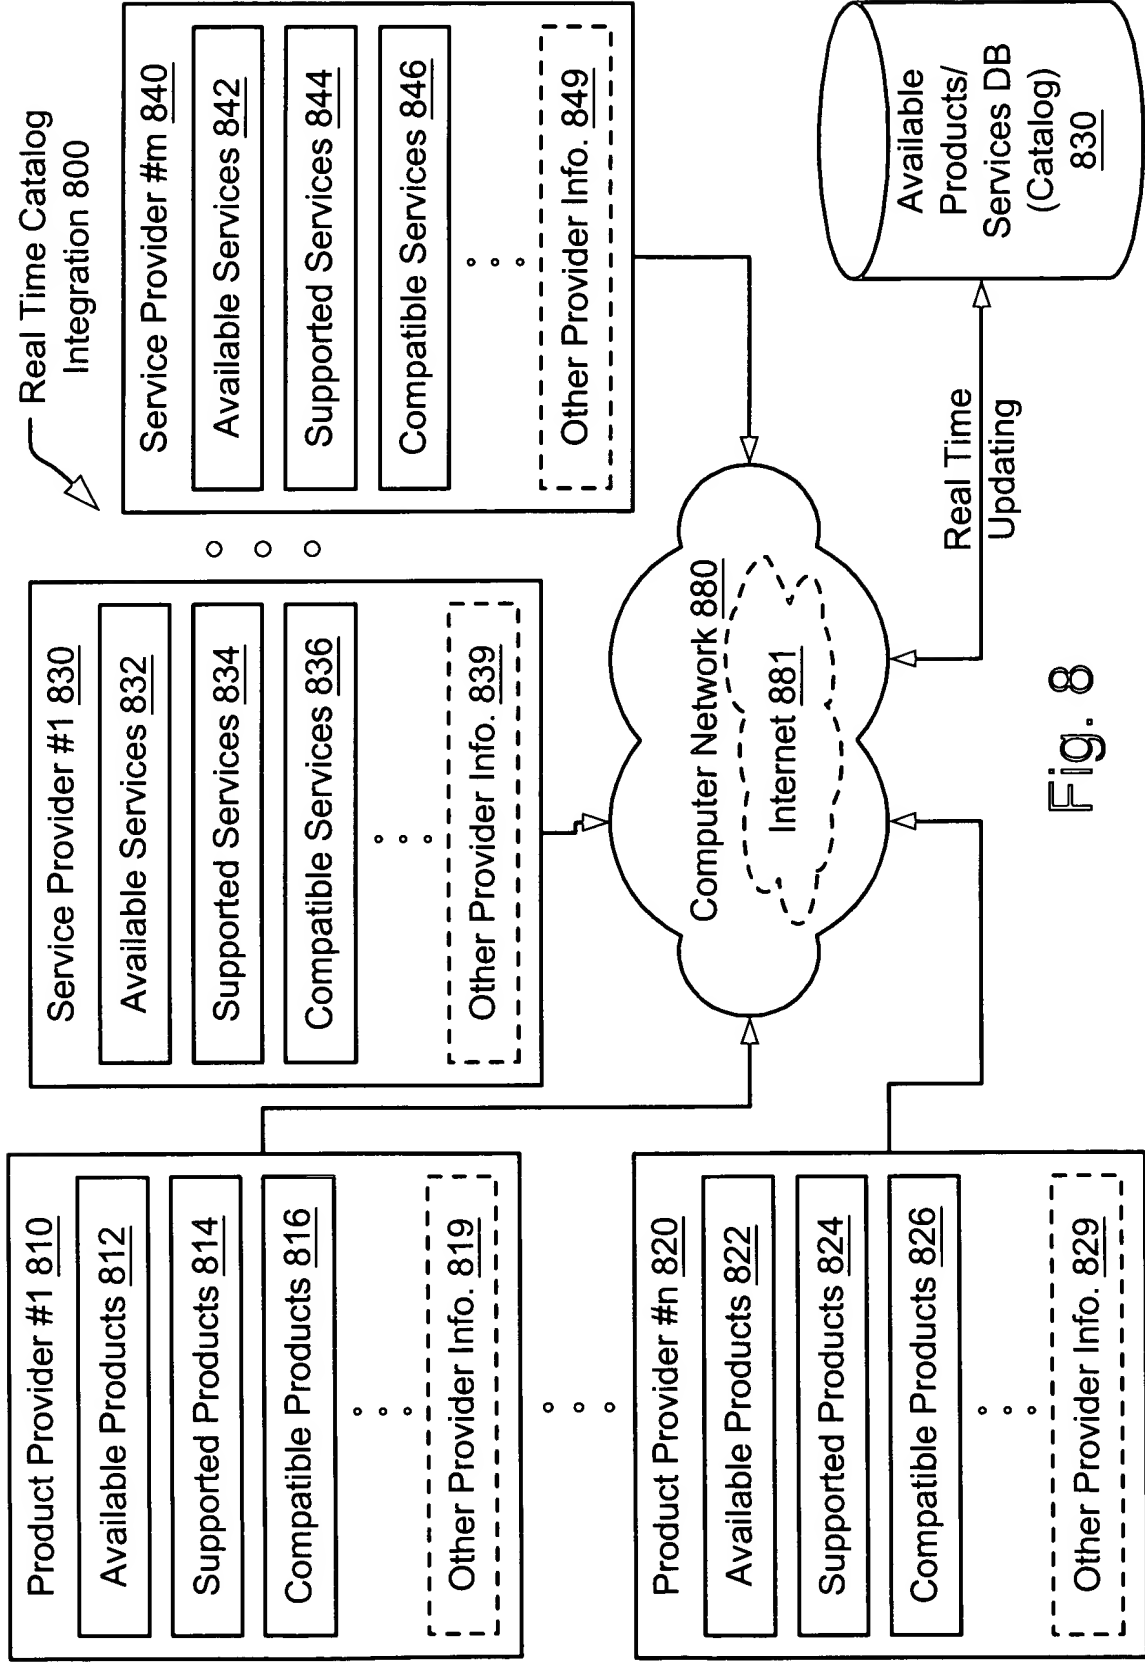 Real Time Catalog
Integration 800
Product Provider #1 810
Available Products 812
Supported Products 814
Compatible Products 816
Other Provider Info. 819
Service Provider #1 830
Available Services 832
Supported Services 834
Compatible Services 836
Other Provider Info. 839
Service Provider #m 840
Available Services 842
Supported Services 844
Compatible Services 846
Other Provider Info. 849
Product Provider #n 820
Available Products 822
Supported Products 824
Compatible Products 826
Other Provider Info. 829
Computer Network 880
Internet 881
Real Time
Updating
Available
Products/
Services DB
(Catalog)
830
Fig. 8